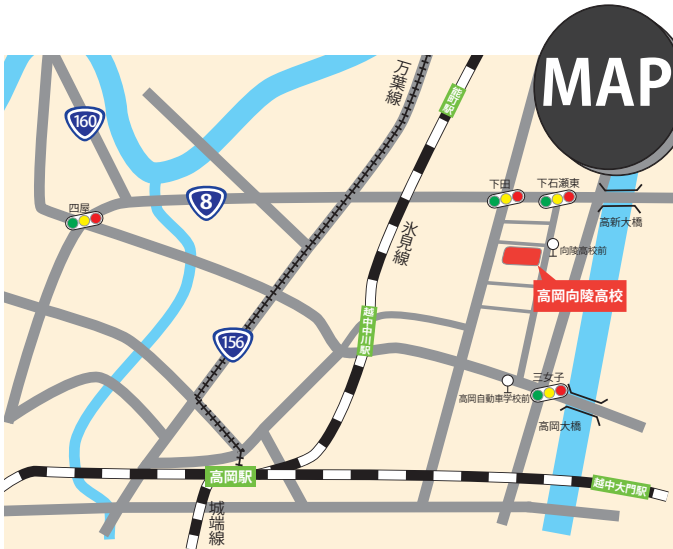 MAP
万葉線
能町駅
160
8
四屋
下田
下石瀬東
高新大橋
氷見線
向陵高校前
高岡向陵高校
越中中川駅
156
三女子
高岡自動車学校前
高岡大橋
高岡駅
越中大門駅
城端線